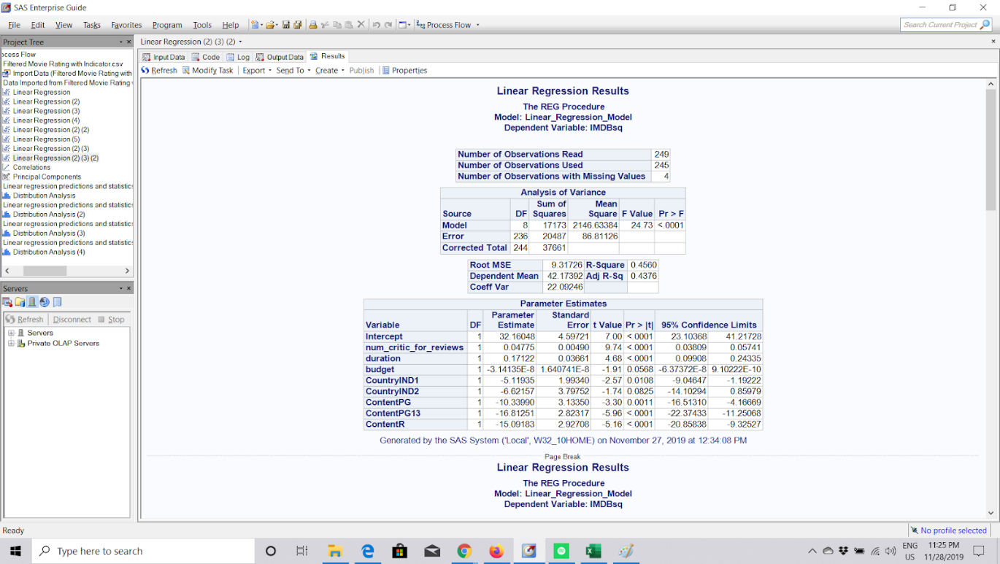 SAS Enterprise Guide
File Edit View Tasks Favorites Program Tools Help Process Flow Search Current Project
Project Tree
ocess Flow
Filtered Movie Rating with Indicator.csv
Import Data (Filtered Movie Rating with
Data Imported from Filtered Movie Rating
Linear Regression
Linear Regression (2)
Linear Regression (3)
Linear Regression (4)
Linear Regression (2) (2)
Linear Regression (5)
Linear Regression (2) (3)
Linear Regression (2) (3) (2)
Correlations
Principal Components
Linear regression predictions and statistics
Distribution Analysis
Linear regression predictions and statistics
Distribution Analysis (2)
Linear regression predictions and statistics
Distribution Analysis (3)
Linear regression predictions and statistics
Distribution Analysis (4)
Servers
Refresh Disconnect Stop
Servers
Private OLAP Servers
Linear Regression (2) (3) (2)
Input Data Code Log Output Data Results
Refresh Modify Task Export Send To Create Publish Properties
Linear Regression Results
The REG Procedure
Model: Linear_Regression_Model
Dependent Variable: IMDBsq
Number of Observations Read 249
Number of Observations Used 245
Number of Observations with Missing Values 4
Analysis of Variance
Sum of Mean
Source DF Squares Square F Value Pr > F
Model 8 17173 2146.63384 24.73 <.0001
Error 236 20487 86.81126
Corrected Total 244 37661
Root MSE 9.31726 R-Square 0.4560
Dependent Mean 42.17392 Adj R-Sq 0.4376
Coeff Var 22.09246
Parameter Estimates
Parameter Standard
Variable DF Estimate Error t Value Pr > |t| 95% Confidence Limits
Intercept 1 32.16048 4.59721 7.00 <.0001 23.10368 41.21728
num_critic_for_reviews 1 0.04775 0.00490 9.74 <.0001 0.03809 0.05741
duration 1 0.17122 0.03661 4.68 <.0001 0.09908 0.24335
budget 1 -3.14135E-8 1.640741E-8 -1.91 0.0568 -6.37372E-8 9.10222E-10
CountryIND1 1 -5.11935 1.99340 -2.57 0.0108 -9.04647 -1.19222
CountryIND2 1 -6.62157 3.79752 -1.74 0.0825 -14.10294 0.85979
ContentPG 1 -10.33990 3.13350 -3.30 0.0011 -16.51310 -4.16669
ContentPG13 1 -16.81251 2.82317 -5.96 <.0001 -22.37433 -11.25068
ContentR 1 -15.09183 2.92708 -5.16 <.0001 -20.85838 -9.32527
Generated by the SAS System ('Local', W32_10HOME) on November 27, 2019 at 12:34:08 PM
Page Break
Linear Regression Results
The REG Procedure
Model: Linear_Regression_Model
Dependent Variable: IMDBsq
Ready
No profile selected
Type here to search
ENG 11:25 PM
US 11/28/2019